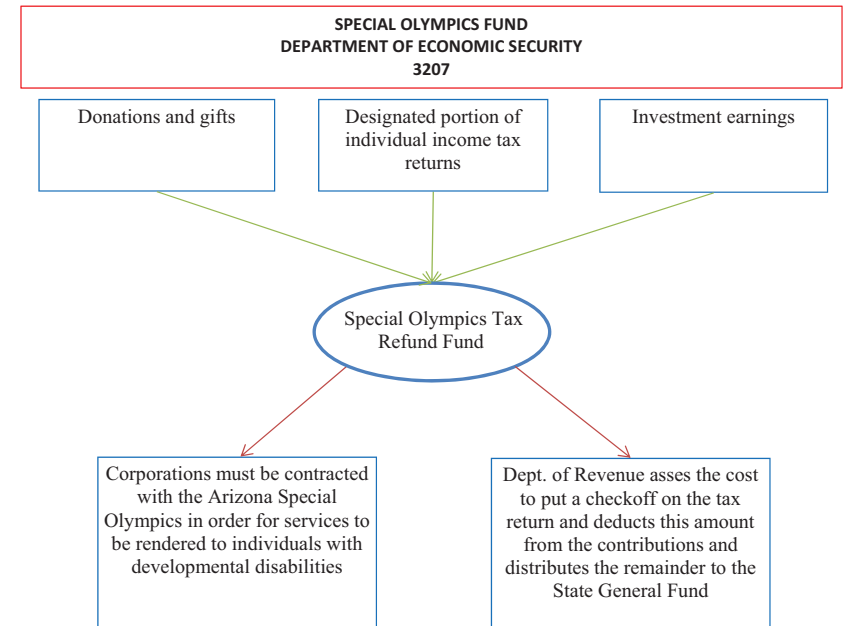 SPECIAL OLYMPICS FUND
DEPARTMENT OF ECONOMIC SECURITY
3207
Donations and gifts
Designated portion of
individual income tax
returns
Investment earnings
Special Olympics Tax
Refund Fund
Corporations must be contracted
with the Arizona Special
Olympics in order for services to
be rendered to individuals with
developmental disabilities
Dept. of Revenue asses the cost
to put a checkoff on the tax
return and deducts this amount
from the contributions and
distributes the remainder to the
State General Fund